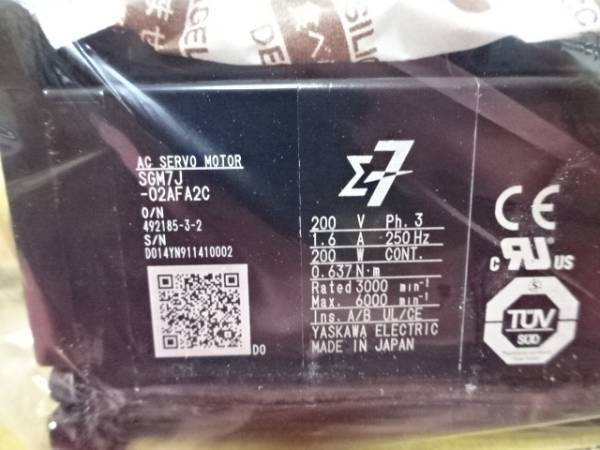 AC SERVO MOTOR
SGM7J
-02AFA2C
O/N
492185-3-2
S/N
D014YN911410002
D0
Σ7
200 V Ph. 3
1.6 A 250 Hz
200 W CONT.
0.637 N·m
Rated 3000 min⁻¹
Max. 6000 min⁻¹
Ins. A/B UL/CE
YASKAWA ELECTRIC
MADE IN JAPAN
CE
C RU US
TÜV
SÜD